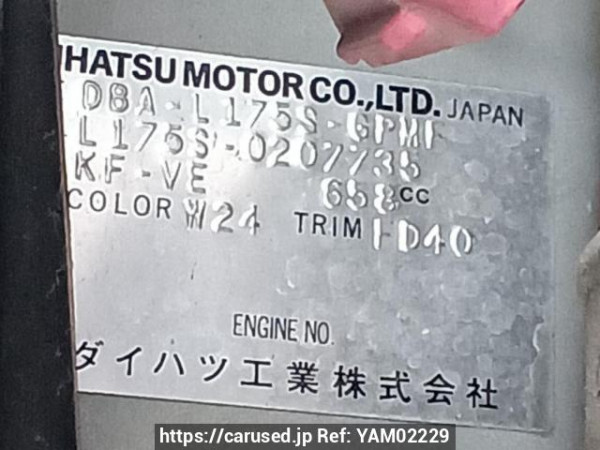 HATSU MOTOR CO.,LTD. JAPAN
DBA-L175S-GPMF
L175S-0207735
KF-VE 658cc
COLOR W24 TRIM FD40
ENGINE NO.
ダイハツ工業株式会社
https://carused.jp Ref: YAM02229